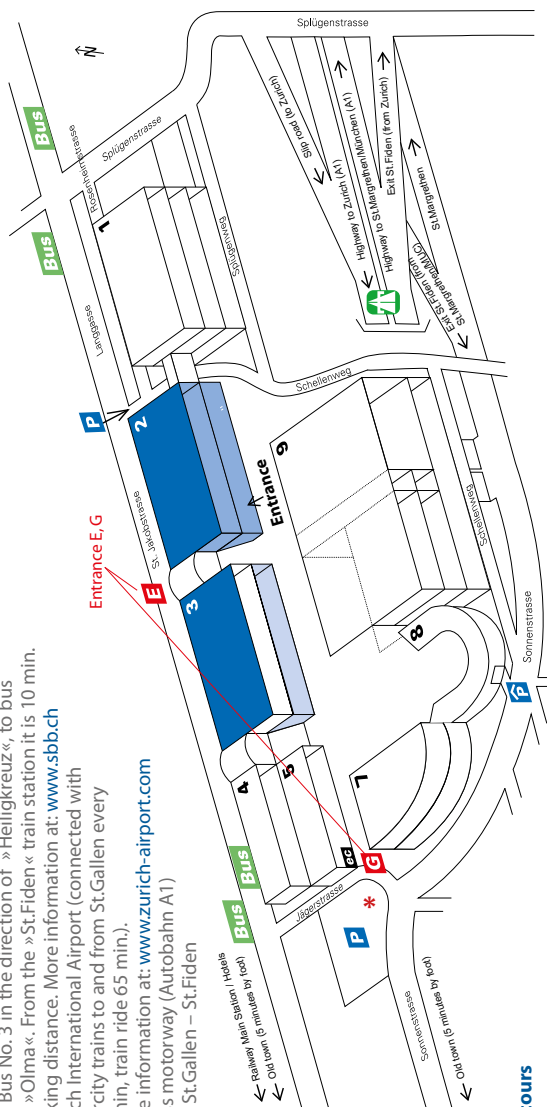 Bus No. 3 in the direction of »Heiligkreuz«, to bus
»Olma«. From the »St.Fiden« train station it is 10 min.
king distance. More information at: www.sbb.ch
ch International Airport (connected with
rcity trains to and from St.Gallen every
min, train ride 65 min.).
e information at: www.zurich-airport.com
s motorway (Autobahn A1)
St.Gallen – St.Fiden
ours
N
Bus
Bus
Bus
Bus
Splügenstrasse
Rosenheimstrasse
Splügenstrasse
Langgasse
Splügenweg
1
P
2
St. Jakobstrasse
Entrance
E
Entrance E, G
3
4
5
Jägerstrasse
ec
G
P
*
7
8
9
Schellenweg
Schellenweg
Sonnenstrasse
P
Sonnenstrasse
Slip road (to Zurich)
Highway to Zurich (A1)
Highway to St.Margrethen/München (A1)
Exit St.Fiden (from Zurich)
St.Margrethen
Exit St.Fiden (from
St.Margrethen/MUC)
Railway Main Station / Hotels
Old town (5 minutes by foot)
Old town (5 minutes by foot)